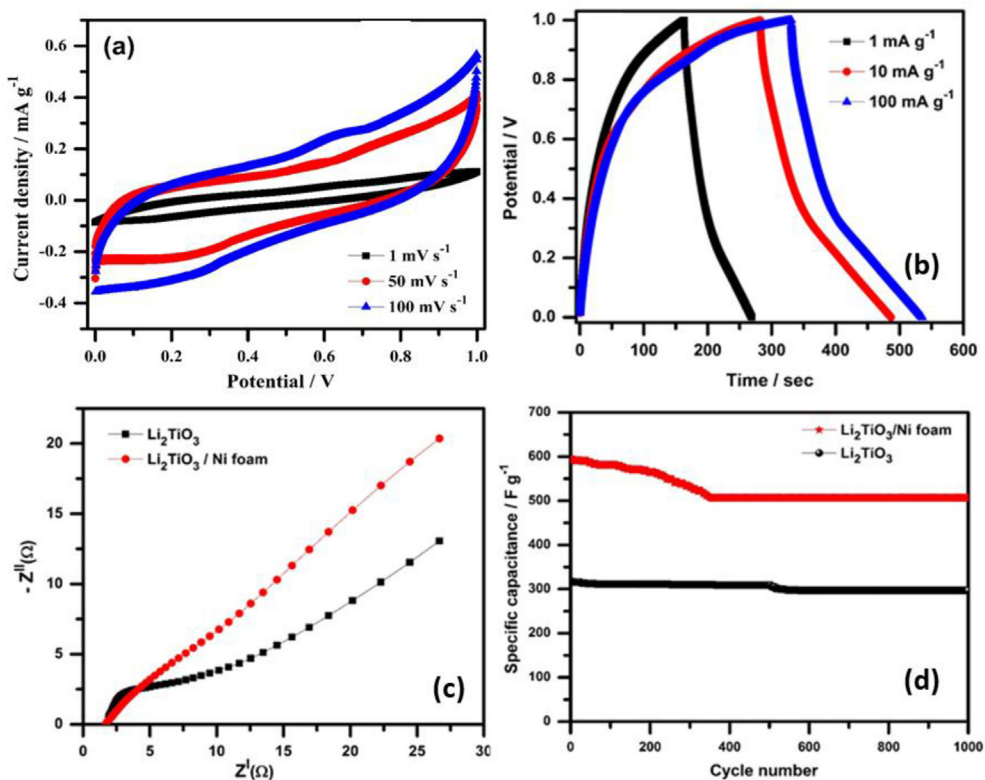 (a)
Current density / mA g⁻¹
0.6
0.4
0.2
0.0
-0.2
-0.4
1 mV s⁻¹
50 mV s⁻¹
100 mV s⁻¹
0.0 0.2 0.4 0.6 0.8 1.0
Potential / V
(b)
Potential / V
1.0
0.8
0.6
0.4
0.2
0.0
1 mA g⁻¹
10 mA g⁻¹
100 mA g⁻¹
0 100 200 300 400 500 600
Time / sec
(c)
- Zᴵᴵ(Ω)
20
15
10
5
0
Li₂TiO₃
Li₂TiO₃ / Ni foam
0 5 10 15 20 25 30
Zᴵ(Ω)
(d)
Specific capacitance / F g⁻¹
700
600
500
400
300
200
100
0
Li₂TiO₃/Ni foam
Li₂TiO₃
0 200 400 600 800 1000
Cycle number